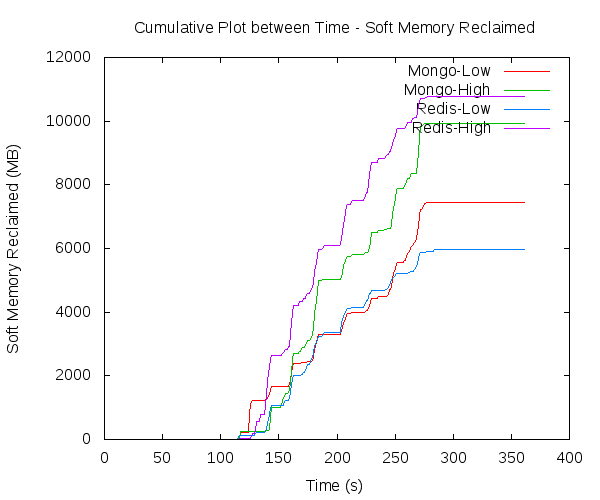 Cumulative Plot between Time - Soft Memory Reclaimed
12000
10000
8000
6000
4000
2000
0
Soft Memory Reclaimed (MB)
Mongo-Low
Mongo-High
Redis-Low
Redis-High
0 50 100 150 200 250 300 350 400
Time (s)